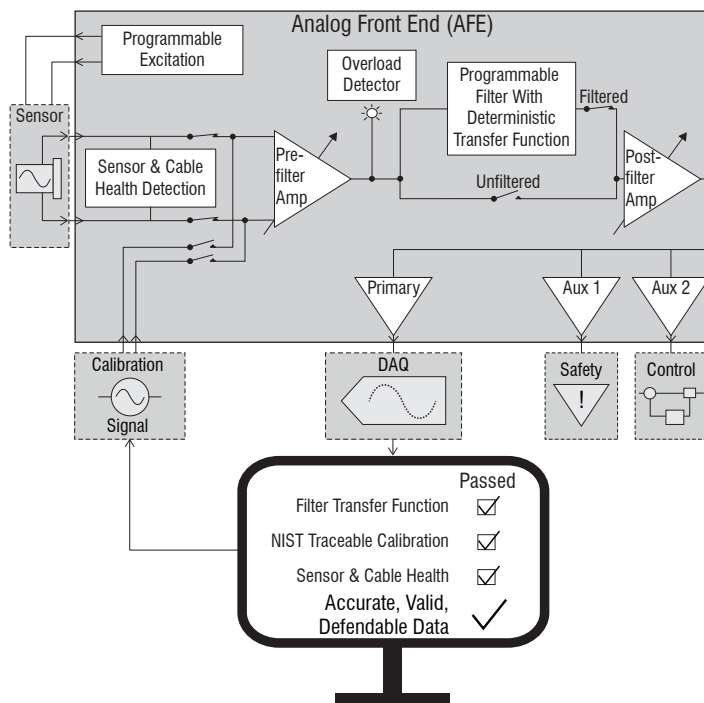 Analog Front End (AFE)
Programmable
Excitation
Overload
Detector
Programmable
Filter With
Deterministic
Transfer Function
Filtered
Sensor
Sensor & Cable
Health Detection
Pre-
filter
Amp
Unfiltered
Post-
filter
Amp
Primary
Aux 1
Aux 2
Calibration
Signal
DAQ
Safety
!
Control
Passed
Filter Transfer Function
NIST Traceable Calibration
Sensor & Cable Health
Accurate, Valid,
Defendable Data